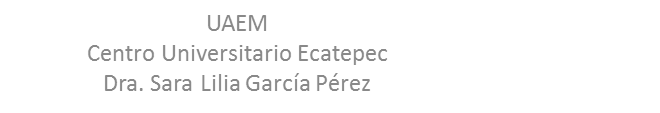 UAEM
Centro Universitario Ecatepec
Dra. Sara Lilia García Pérez